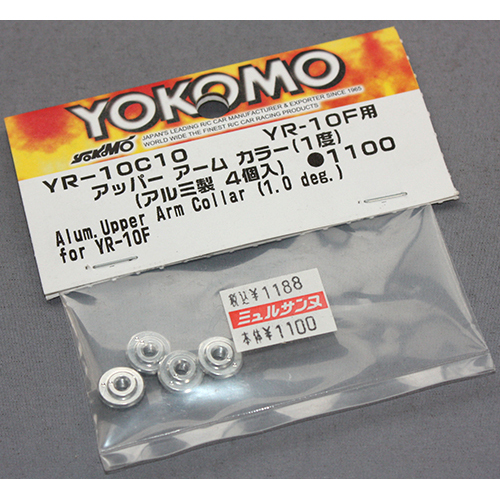 YOKOMO
JAPAN'S LEADING R/C CAR MANUFACTURER & EXPORTER SINCE 1965
WORLD WIDE THE FINEST R/C CAR RACING PRODUCTS
YOKOMO
YR-10C10 YR-10F用
アッパー アーム カラー(1度)
(アルミ製 4個入) ●1100
Alum.Upper Arm Collar (1.0 deg.)
for YR-10F
税込¥1188
ミュルサンヌ
本体¥1100